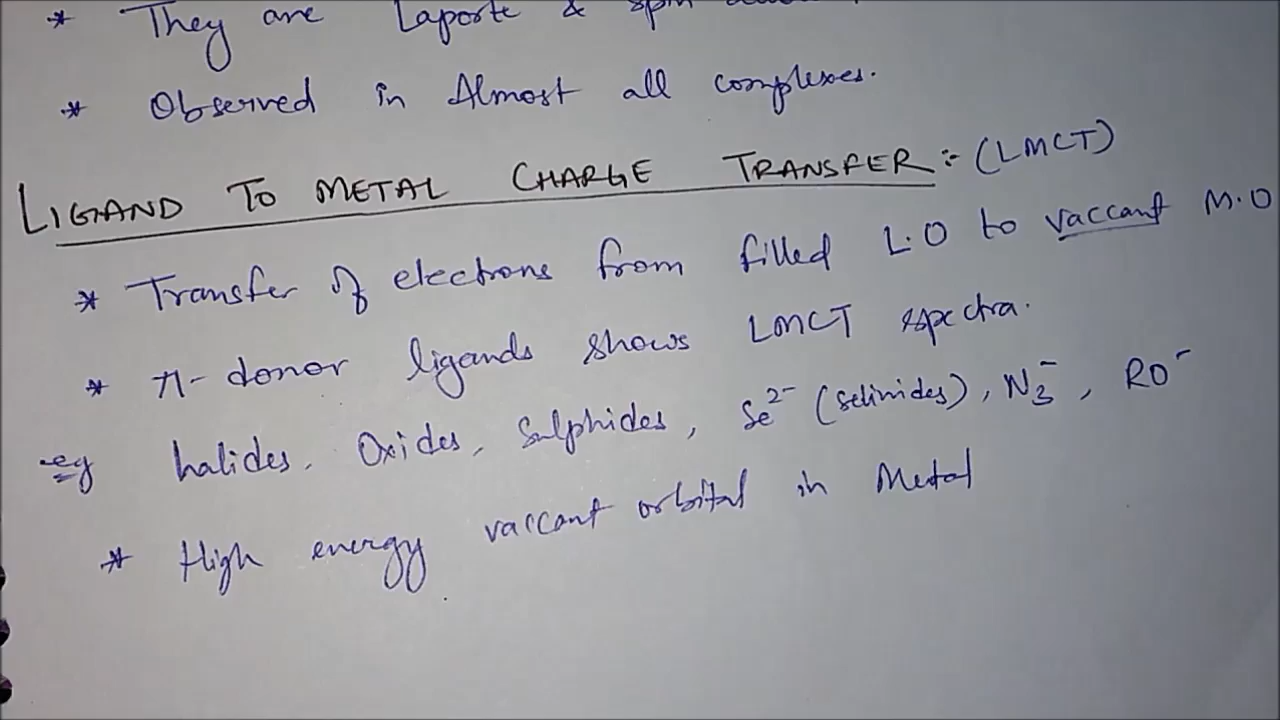 * They are Laporte & spin
* Observed in Almost all complexes.
LIGAND TO METAL CHARGE TRANSFER :- (LMCT)
* Transfer of electrons from filled L.O to vaccant M.O
* π-donor ligands shows LMCT spectra.
eg halides, Oxides, Sulphides, Se²⁻ (selinides), N₃⁻, RO⁻
* High energy vaccant orbital in Metal